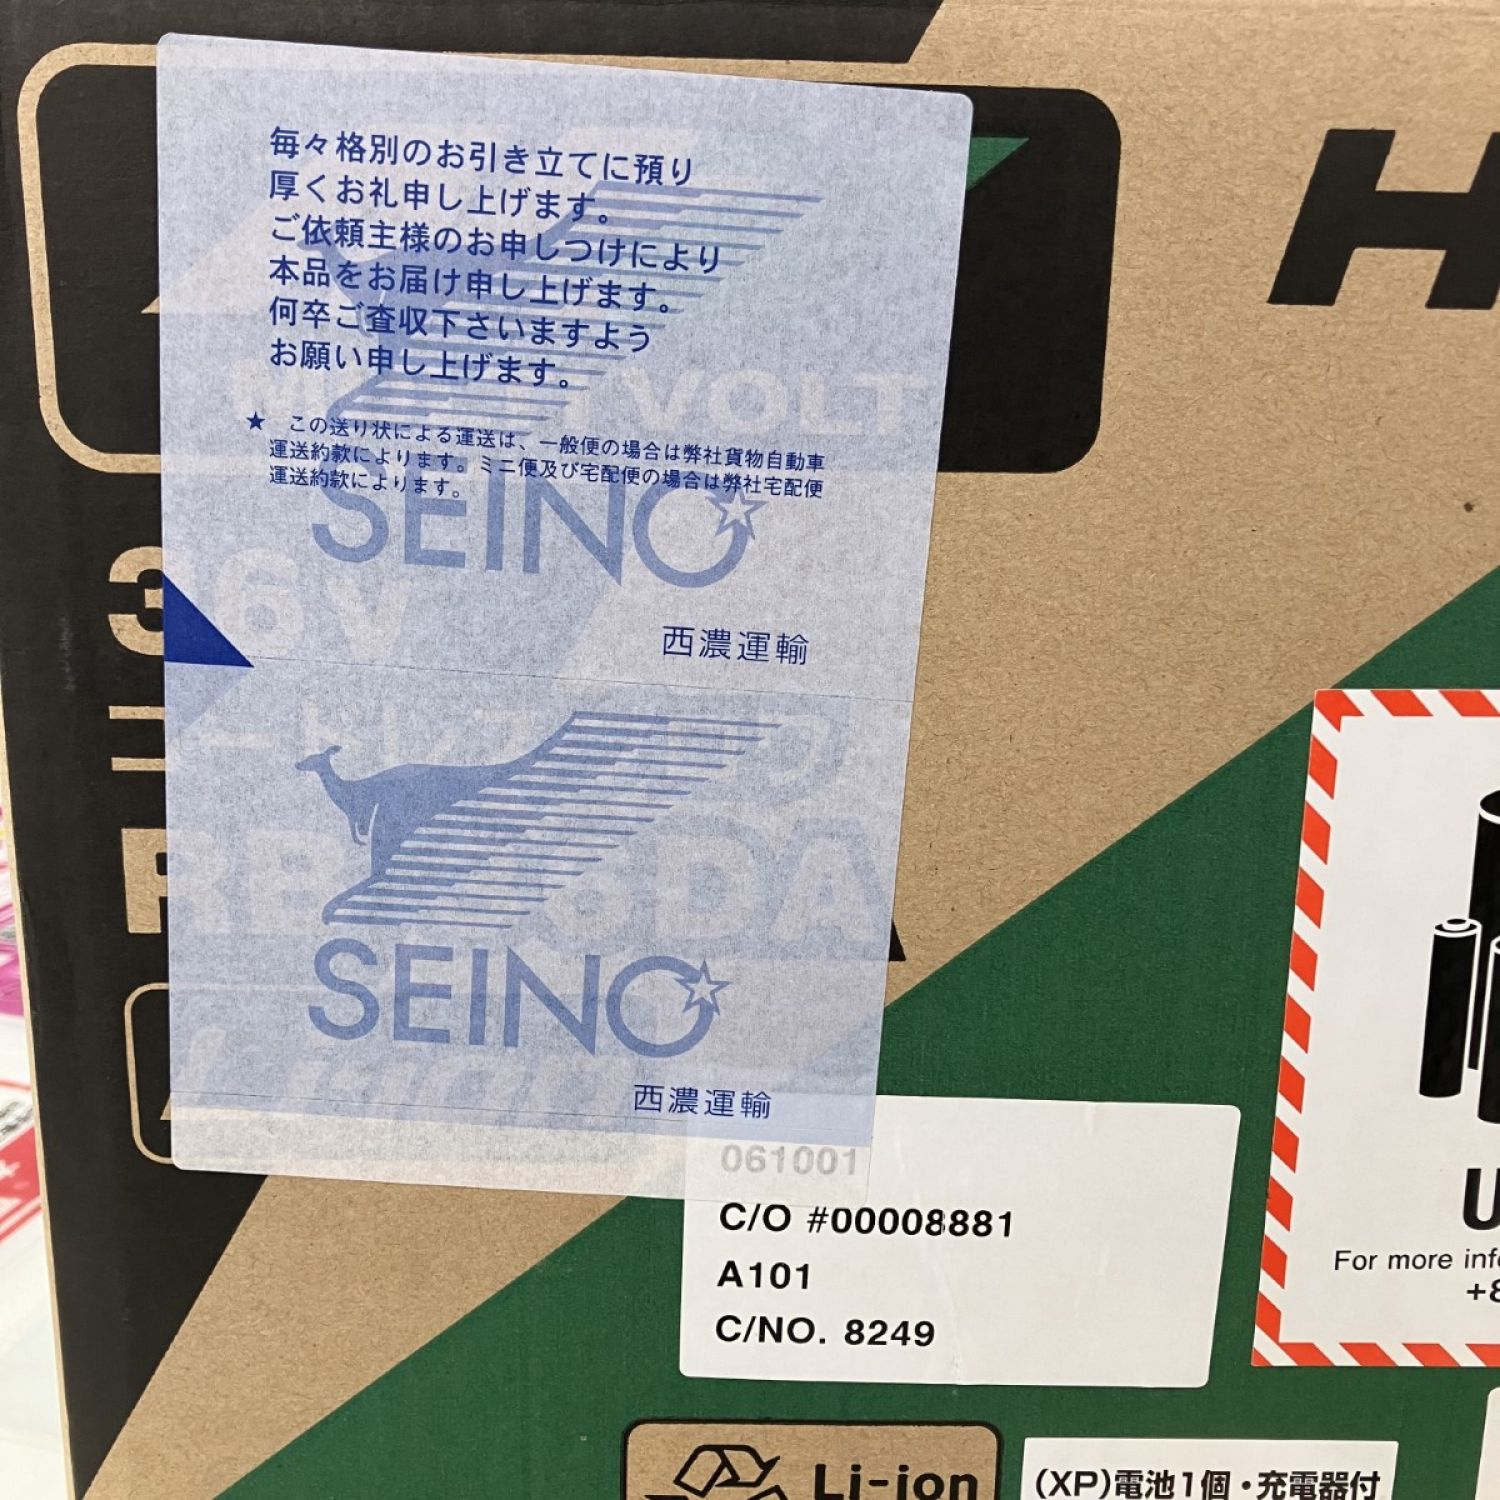 毎々格別のお引き立てに預り
厚くお礼申し上げます。
ご依頼主様のお申しつけにより
本品をお届け申し上げます。
何卒ご査収下さいますよう
お願い申し上げます。
★ この送り状による運送は、一般便の場合は弊社貨物自動車
運送約款によります。ミニ便及び宅配便の場合は弊社宅配便
運送約款によります。
VOLT
SEINO
36V
西濃運輸
SEINO
西濃運輸
061001
C/O #00008881
A101
C/NO. 8249
H
U
For more
Li-ion
(XP)電池1個・充電器付